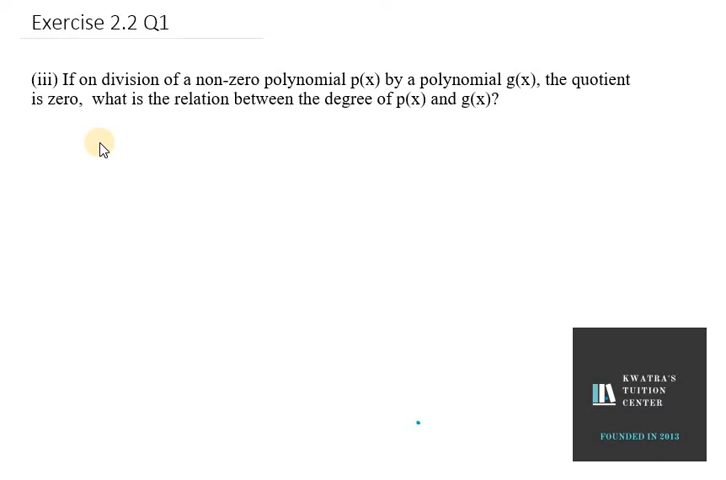 Exercise 2.2 Q1
(iii) If on division of a non-zero polynomial p(x) by a polynomial g(x), the quotient
is zero,  what is the relation between the degree of p(x) and g(x)?
KWATRA'S
TUITION
CENTER
FOUNDED IN 2013